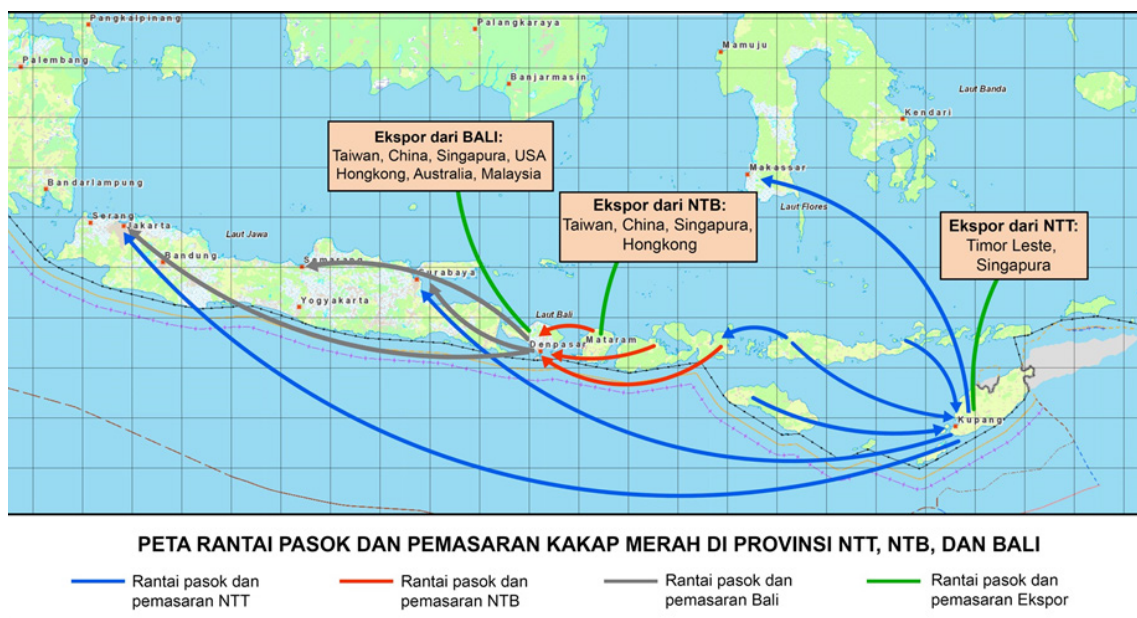 Pangkalpinang
Palangkaraya
Palembang
Mamuju
Banjarmasin
Laut Banda
Kendari
Ekspor dari BALI:
Taiwan, China, Singapura, USA
Hongkong, Australia, Malaysia
Makassar
Bandarlampung
Ekspor dari NTB:
Taiwan, China, Singapura,
Hongkong
Laut Flores
Ekspor dari NTT:
Timor Leste,
Singapura
Serang
Jakarta
Laut Jawa
Bandung
Semarang
Surabaya
Yogyakarta
Laut Bali
Denpasar
Mataram
Kupang
PETA RANTAI PASOK DAN PEMASARAN KAKAP MERAH DI PROVINSI NTT, NTB, DAN BALI
Rantai pasok dan
pemasaran NTT
Rantai pasok dan
pemasaran NTB
Rantai pasok dan
pemasaran Bali
Rantai pasok dan
pemasaran Ekspor